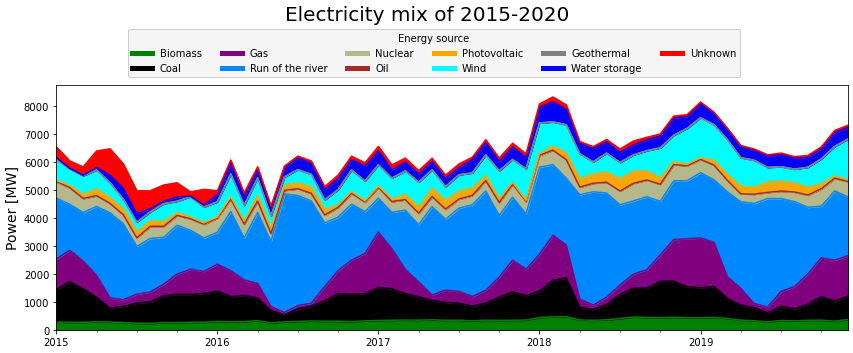 Electricity mix of 2015-2020
Energy source
Biomass Gas Nuclear Photovoltaic Geothermal Unknown
Coal Run of the river Oil Wind Water storage
8000
7000
6000
5000
4000
3000
2000
1000
0
Power [MW]
2015 2016 2017 2018 2019